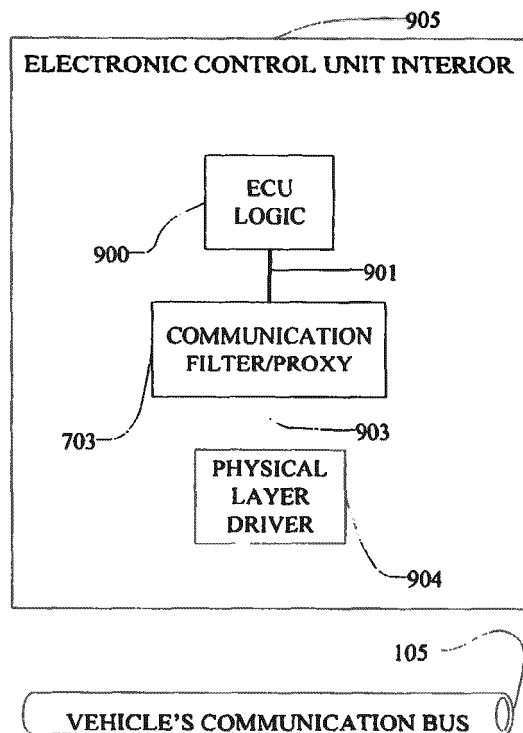 905
ELECTRONIC CONTROL UNIT INTERIOR
ECU
LOGIC
900
901
COMMUNICATION
FILTER/PROXY
703
903
PHYSICAL
LAYER
DRIVER
904
105
VEHICLE'S COMMUNICATION BUS